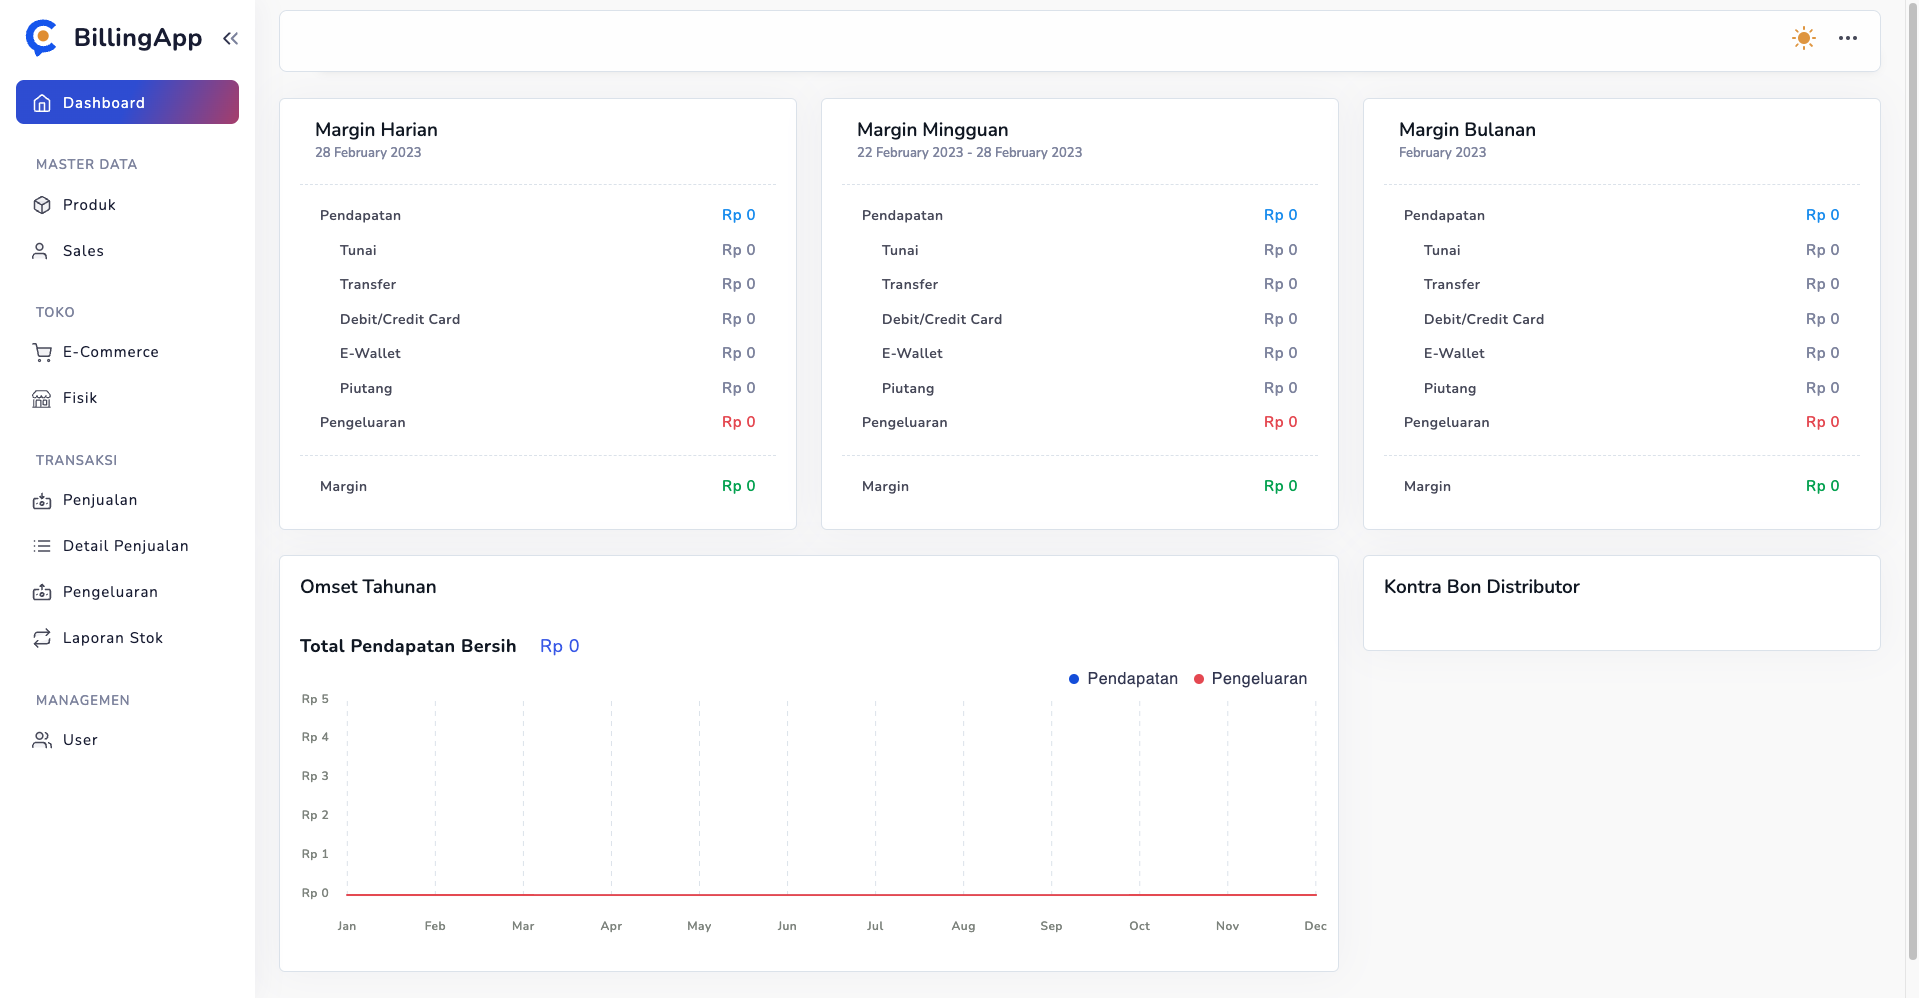 BillingApp
Dashboard
MASTER DATA
Produk
Sales
TOKO
E-Commerce
Fisik
TRANSAKSI
Penjualan
Detail Penjualan
Pengeluaran
Laporan Stok
MANAGEMEN
User
Margin Harian
28 February 2023
Pendapatan Rp 0
Tunai Rp 0
Transfer Rp 0
Debit/Credit Card Rp 0
E-Wallet Rp 0
Piutang Rp 0
Pengeluaran Rp 0
Margin Rp 0
Margin Mingguan
22 February 2023 - 28 February 2023
Pendapatan Rp 0
Tunai Rp 0
Transfer Rp 0
Debit/Credit Card Rp 0
E-Wallet Rp 0
Piutang Rp 0
Pengeluaran Rp 0
Margin Rp 0
Margin Bulanan
February 2023
Pendapatan Rp 0
Tunai Rp 0
Transfer Rp 0
Debit/Credit Card Rp 0
E-Wallet Rp 0
Piutang Rp 0
Pengeluaran Rp 0
Margin Rp 0
Omset Tahunan
Total Pendapatan Bersih Rp 0
Pendapatan Pengeluaran
Rp 5
Rp 4
Rp 3
Rp 2
Rp 1
Rp 0
Jan Feb Mar Apr May Jun Jul Aug Sep Oct Nov Dec
Kontra Bon Distributor